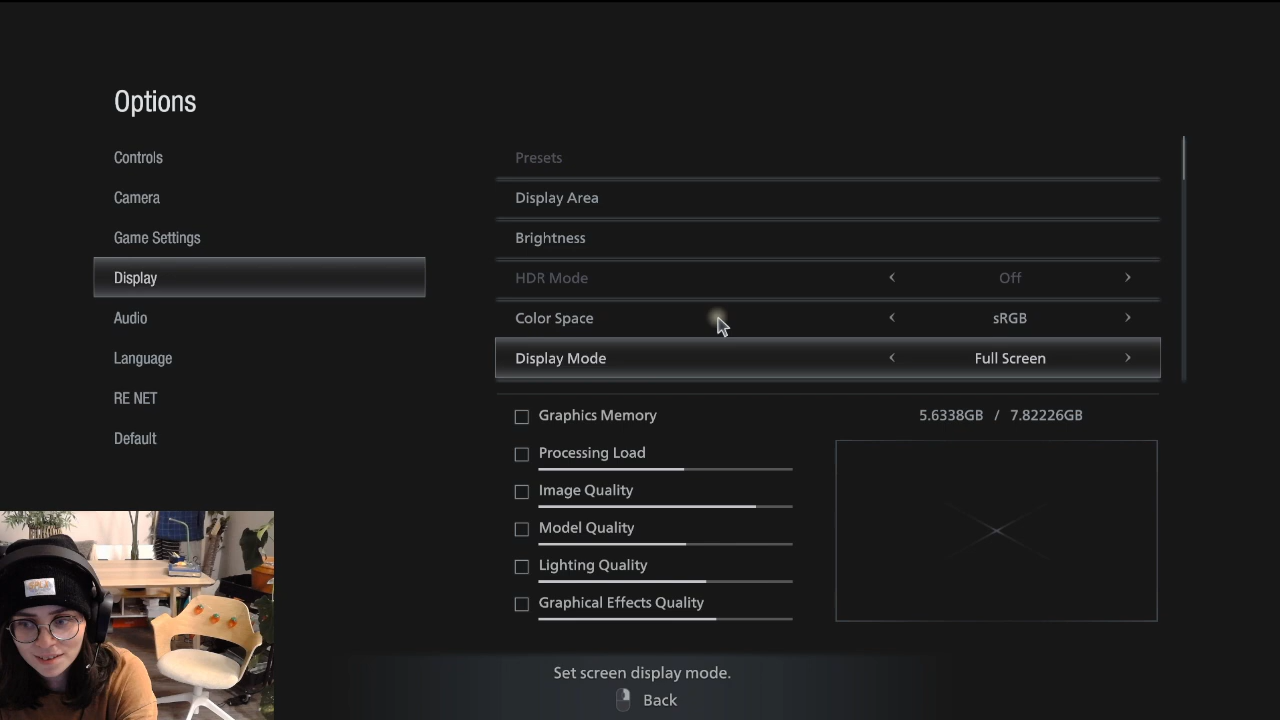 Options
Controls
Camera
Game Settings
Display
Audio
Language
RE NET
Default
Presets
Display Area
Brightness
HDR Mode < Off >
Color Space < sRGB >
Display Mode < Full Screen >
Graphics Memory 5.6338GB / 7.82226GB
Processing Load
Image Quality
Model Quality
Lighting Quality
Graphical Effects Quality
Set screen display mode.
Back